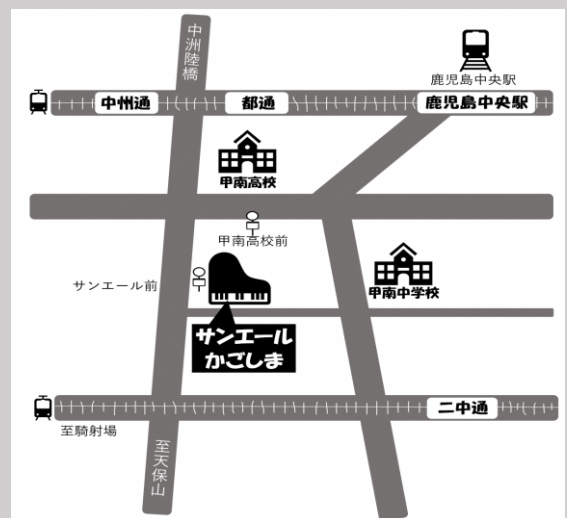 中洲陸橋
鹿児島中央駅
中州通
都通
鹿児島中央駅
甲南高校
甲南高校前
サンエール前
甲南中学校
サンエール
かごしま
二中通
至騎射場
至天保山